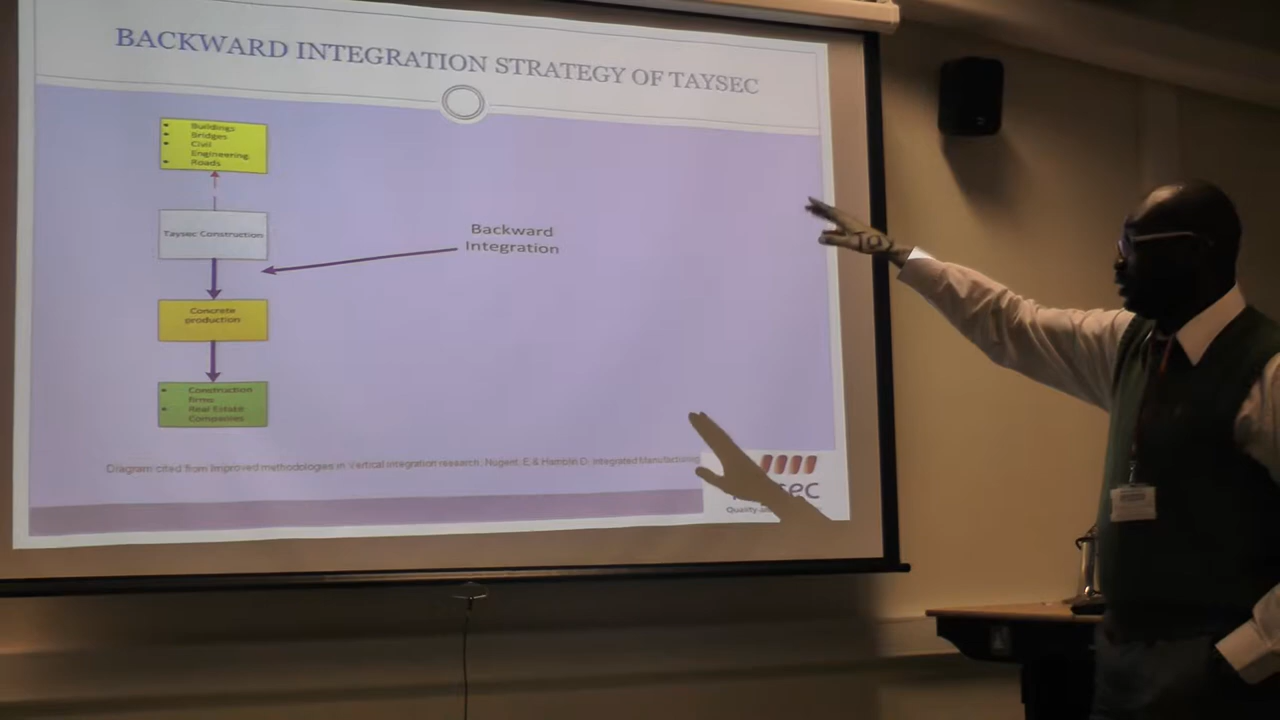 BACKWARD INTEGRATION STRATEGY OF TAYSEC
Buildings
Bridges
Civil
Engineering
Roads
Taysec Construction
Backward
Integration
Concrete
production
Construction
firms
Real Estate
Companies
Diagram cited from Improved methodologies in Vertical integration research, Nugent, E & Hamblin D, Integrated Manufacturing
Quality